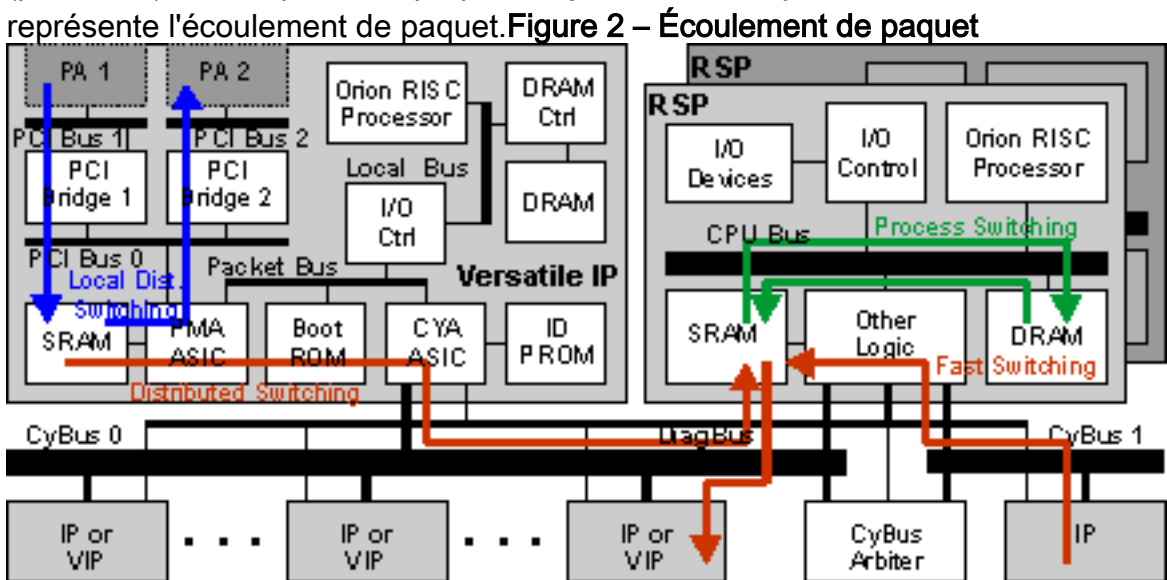 représente l'écoulement de paquet.Figure 2 – Écoulement de paquet
PA 1
PA 2
PCI Bus 1
PCI Bus 2
PCI
Bridge 1
PCI
Bridge 2
PCI Bus 0
Local Dist.
Switching
Orion RISC
Processor
DRAM
Ctrl
Local Bus
DRAM
I/O
Ctrl
Packet Bus
Versatile IP
SRAM
PMA
ASIC
Boot
ROM
CYA
ASIC
ID
PROM
Distributed Switching
RSP
RSP
I/O
Devices
I/O
Control
Orion RISC
Processor
CPU Bus
Process Switching
SRAM
Other
Logic
DRAM
Fast Switching
CyBus 0
DiagBus
CyBus 1
IP or
VIP
. . .
IP or
VIP
. . .
IP or
VIP
CyBus
Arbiter
IP